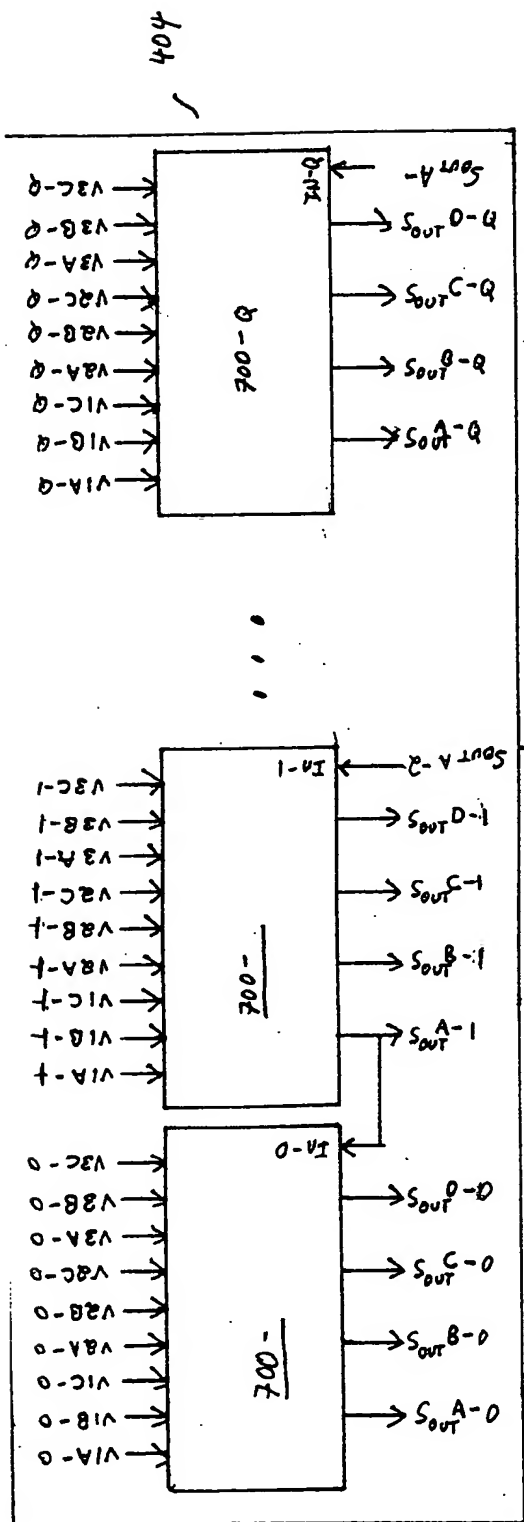 404
V3C-Q
V3B-Q
V3A-Q
V2C-Q
V2B-Q
V2A-Q
V1C-Q
V1B-Q
V1A-Q
700-Q
In-Q
SOUT A-
SOUT D-Q
SOUT C-Q
SOUT B-Q
SOUT A-Q
...
V3C-1
V3B-1
V3A-1
V2C-1
V2B-1
V2A-1
V1C-1
V1B-1
V1A-1
700-
In-1
SOUT A-2
SOUT D-1
SOUT C-1
SOUT B-1
SOUT A-1
V3C-0
V3B-0
V3A-0
V2C-0
V2B-0
V2A-0
V1C-0
V1B-0
V1A-0
700-
In-0
SOUT D-0
SOUT C-0
SOUT B-0
SOUT A-0